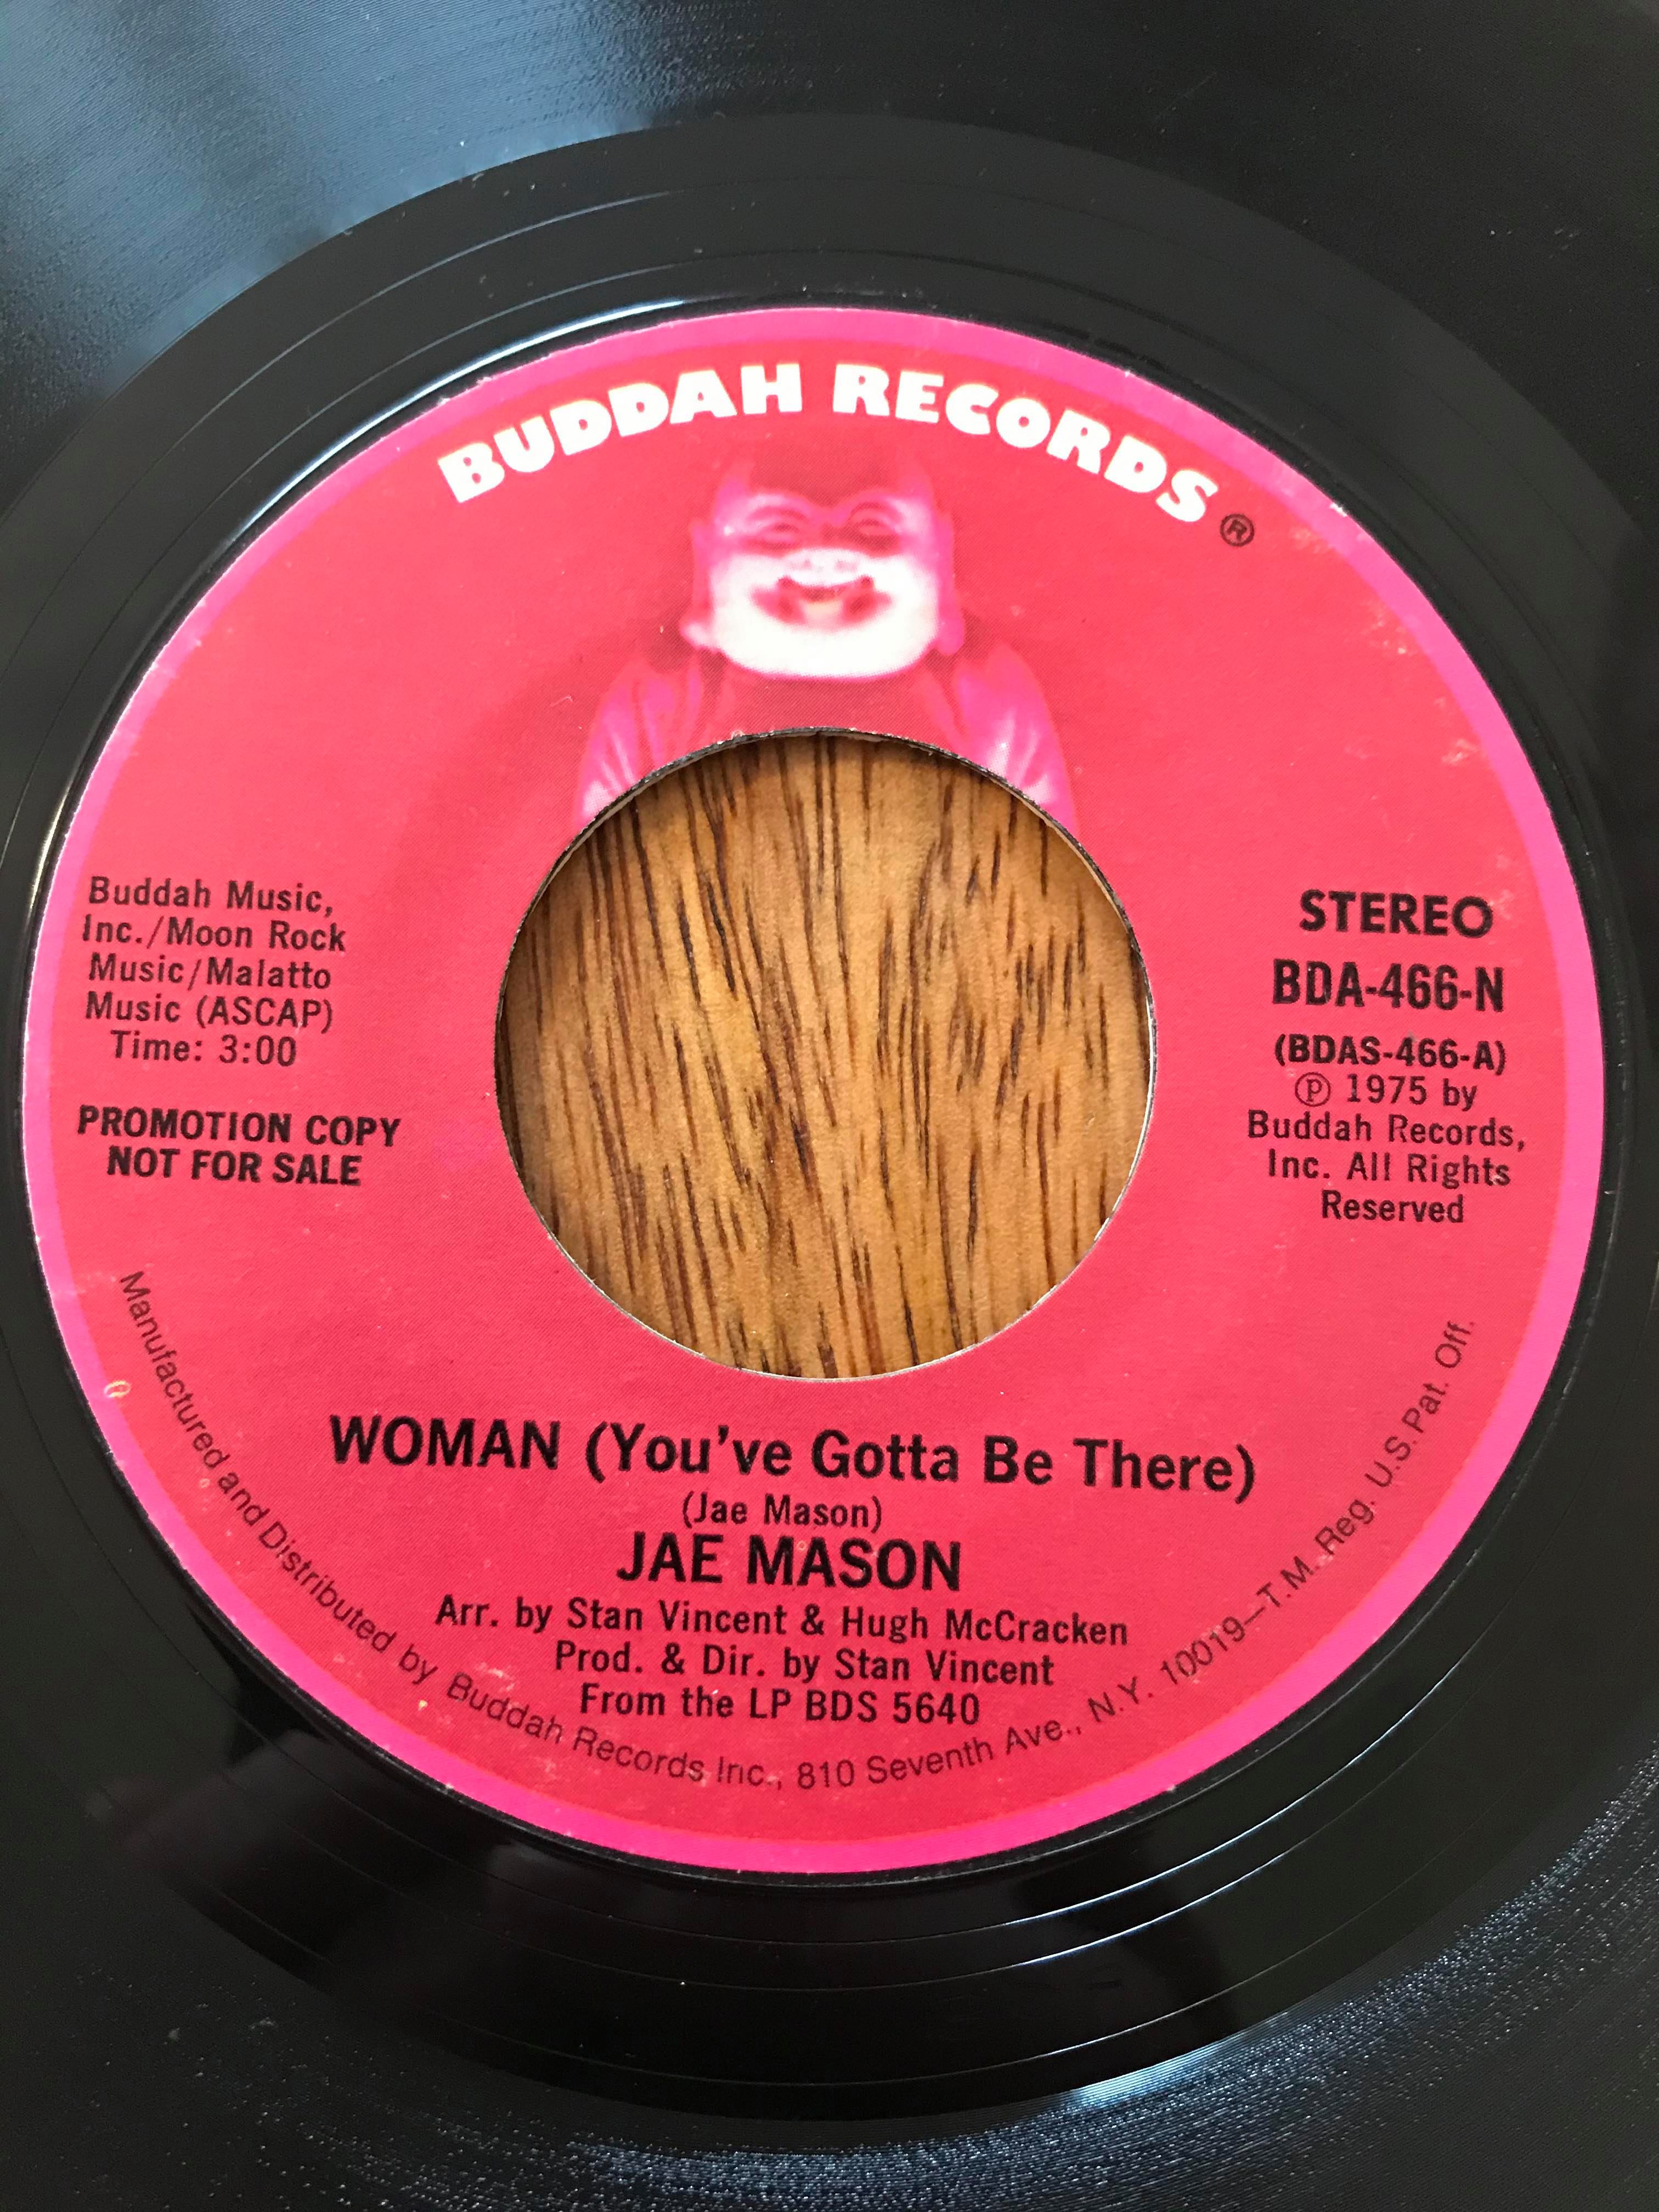 BUDDAH RECORDS ®
Buddah Music,
Inc./Moon Rock
Music/Malatto
Music (ASCAP)
Time: 3:00
PROMOTION COPY
NOT FOR SALE
STEREO
BDA-466-N
(BDAS-466-A)
℗ 1975 by
Buddah Records,
Inc. All Rights
Reserved
WOMAN (You've Gotta Be There)
(Jae Mason)
JAE MASON
Arr. by Stan Vincent & Hugh McCracken
Prod. & Dir. by Stan Vincent
From the LP BDS 5640
Manufactured and Distributed by Buddah Records Inc., 810 Seventh Ave., N.Y. 10019—T.M. Reg. U.S. Pat. Off.